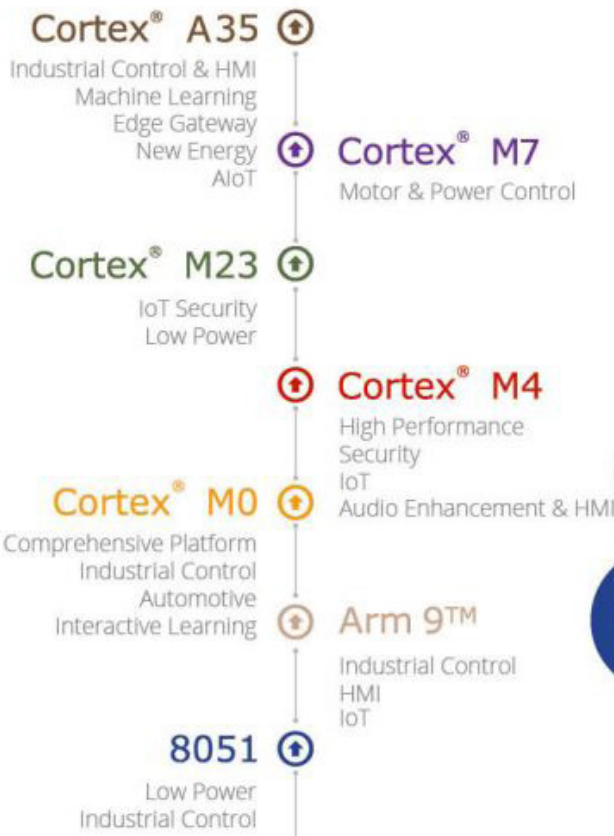 Cortex® A35
Industrial Control & HMI
Machine Learning
Edge Gateway
New Energy
AIoT
Cortex® M7
Motor & Power Control
Cortex® M23
IoT Security
Low Power
Cortex® M4
High Performance
Security
IoT
Audio Enhancement & HMI
Cortex® M0
Comprehensive Platform
Industrial Control
Automotive
Interactive Learning
Arm 9™
Industrial Control
HMI
IoT
8051
Low Power
Industrial Control